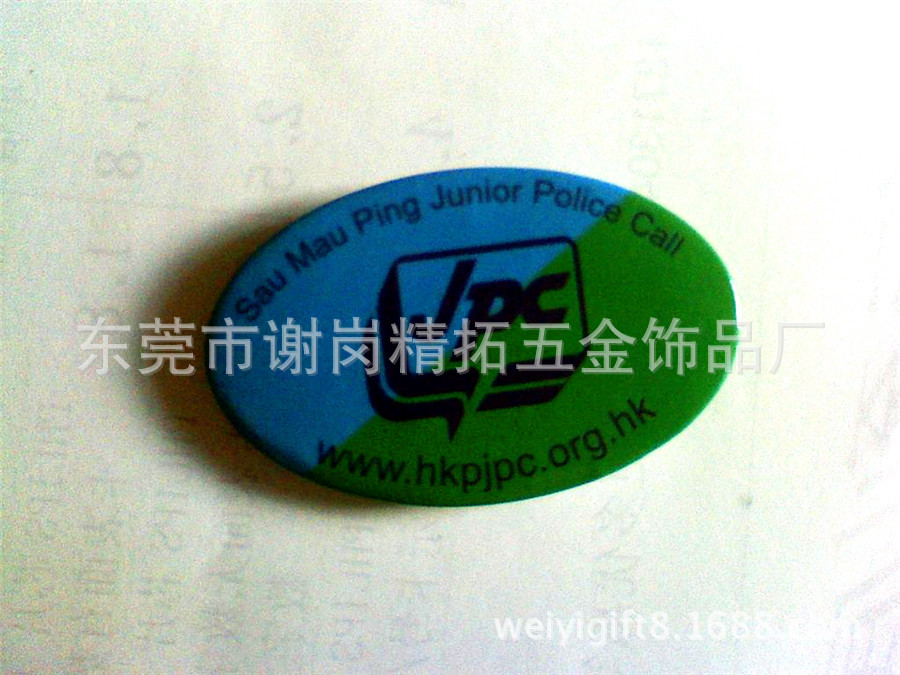 Sau Mau Ping Junior Police Call
JPC
东莞市谢岗精拓五金饰品厂
www.hkpjpc.org.hk
weiyigift8.1688.com